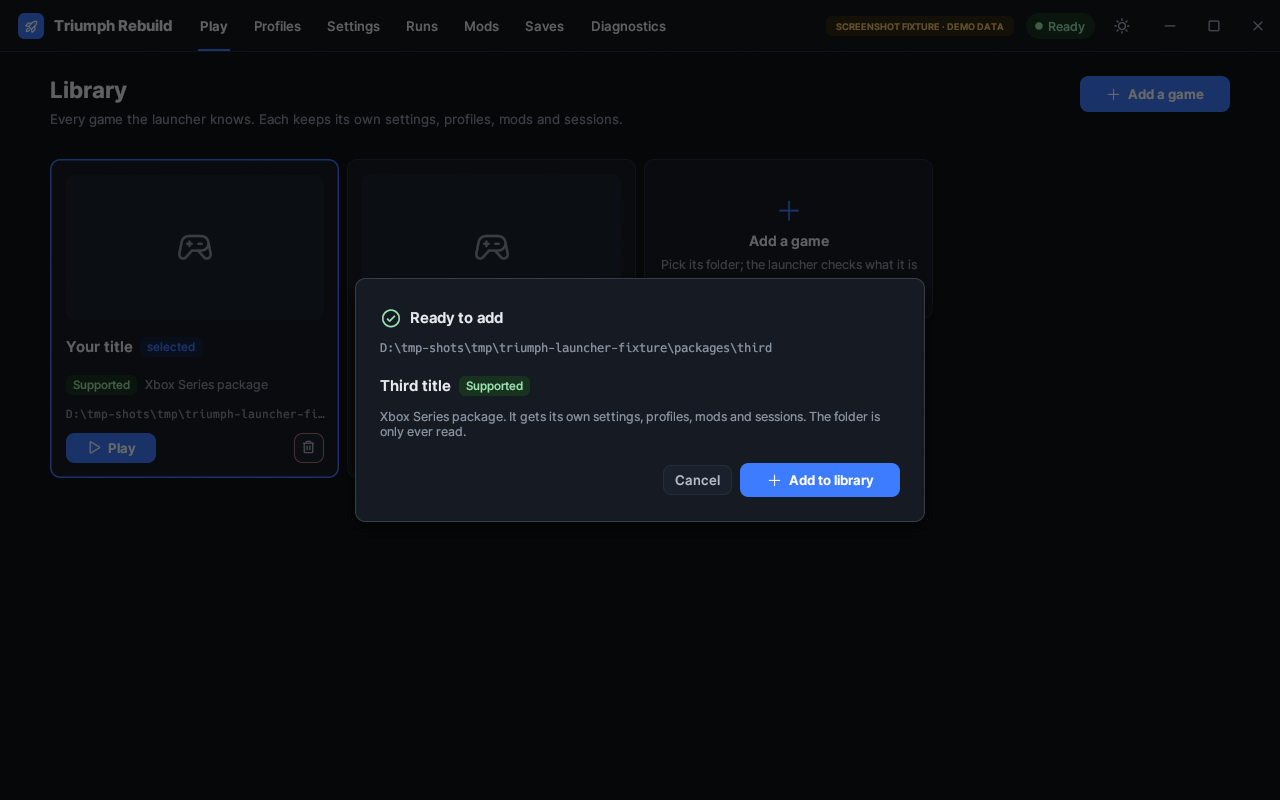 Triumph Rebuild
Play
Profiles
Settings
Runs
Mods
Saves
Diagnostics
SCREENSHOT FIXTURE · DEMO DATA
Ready
Library
Every game the launcher knows. Each keeps its own settings, profiles, mods and sessions.
Add a game
Add a game
Pick its folder; the launcher checks what it is
Your title
selected
Supported
Xbox Series package
D:\tmp-shots\tmp\triumph-launcher-fi…
Play
Ready to add
D:\tmp-shots\tmp\triumph-launcher-fixture\packages\third
Third title
Supported
Xbox Series package. It gets its own settings, profiles, mods and sessions. The folder is
only ever read.
Cancel
Add to library